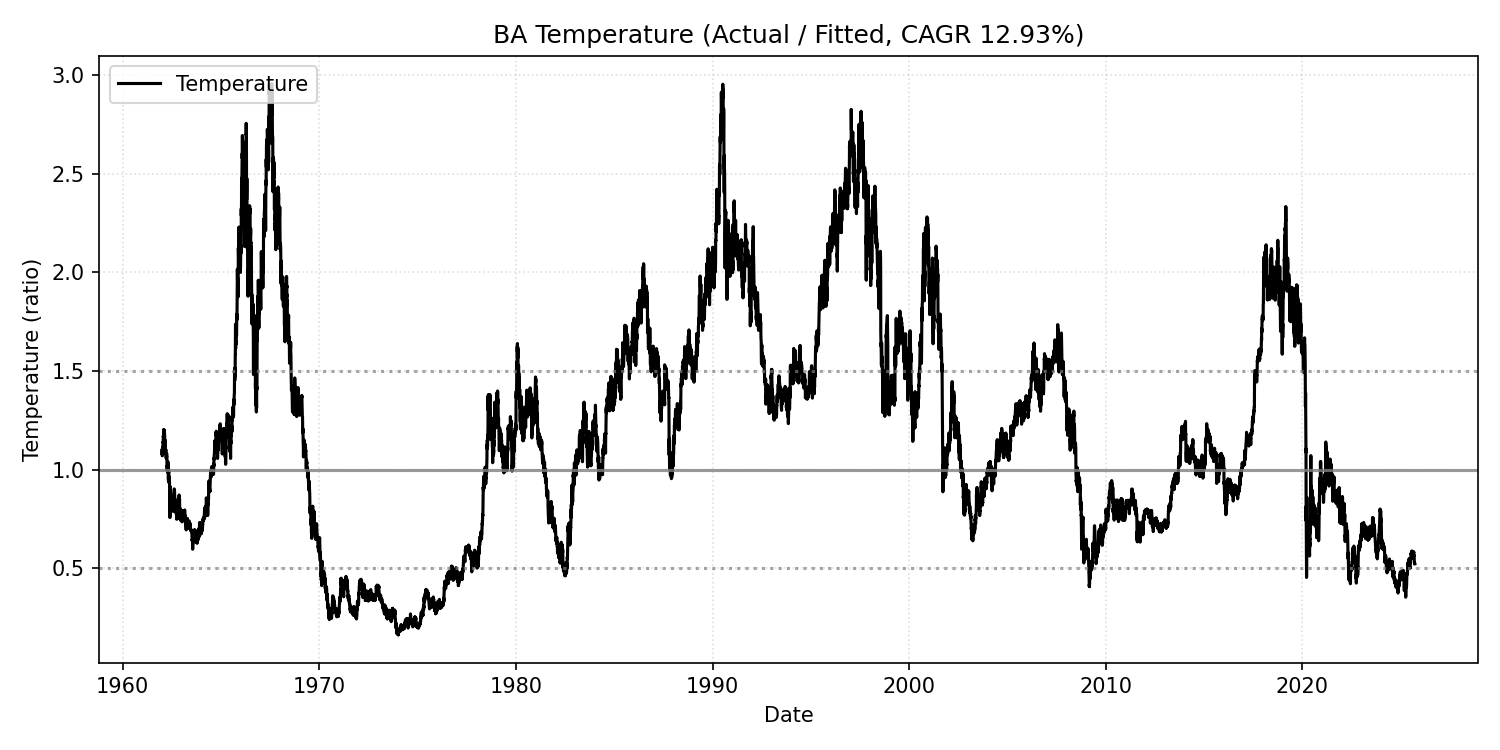 BA Temperature (Actual / Fitted, CAGR 12.93%)
Temperature
3.0
2.5
2.0
1.5
1.0
0.5
Temperature (ratio)
1960 1970 1980 1990 2000 2010 2020
Date